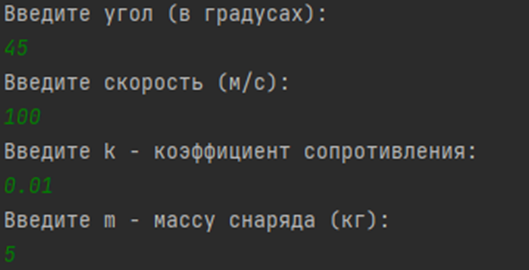 Введите угол (в градусах):
45
Введите скорость (м/с):
100
Введите k - коэффициент сопротивления:
0.01
Введите m - массу снаряда (кг):
5